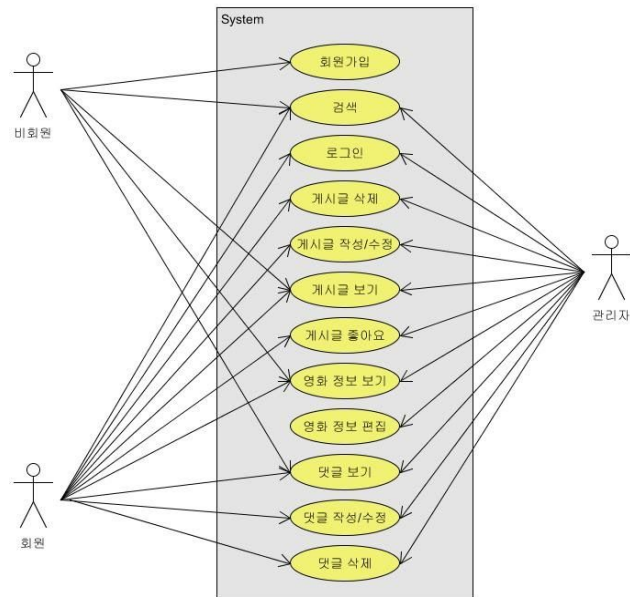 System
회원가입
비회원
검색
로그인
게시글 삭제
게시글 작성/수정
게시글 보기
관리자
게시글 좋아요
영화 정보 보기
영화 정보 편집
댓글 보기
댓글 작성/수정
회원
댓글 삭제